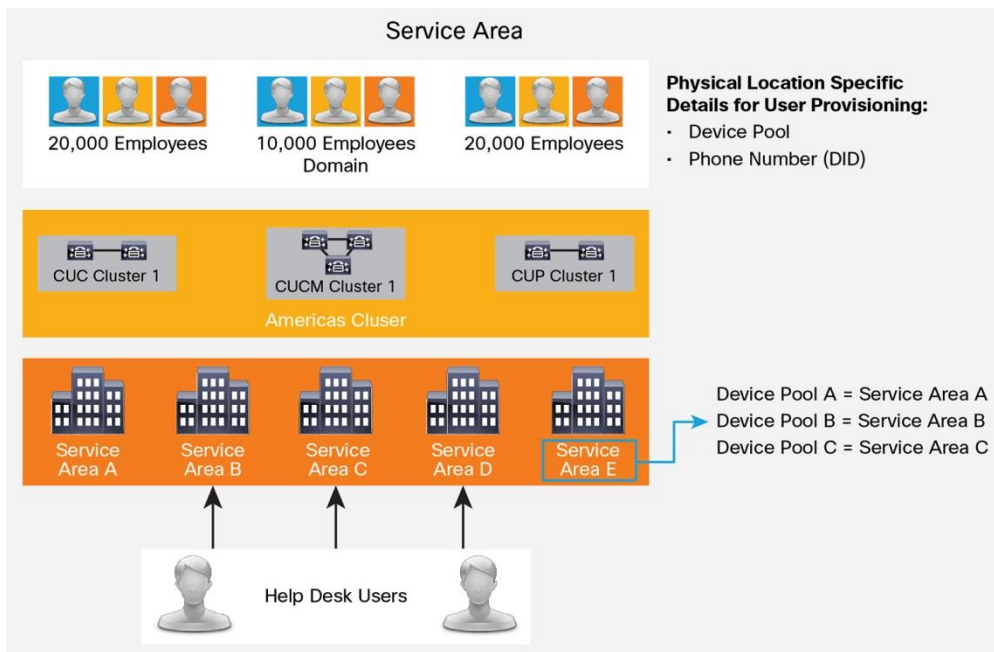 Service Area
20,000 Employees
10,000 Employees
Domain
20,000 Employees
Physical Location Specific
Details for User Provisioning:
· Device Pool
· Phone Number (DID)
CUC Cluster 1
CUCM Cluster 1
CUP Cluster 1
Americas Cluser
Service
Area A
Service
Area B
Service
Area C
Service
Area D
Service
Area E
Device Pool A = Service Area A
Device Pool B = Service Area B
Device Pool C = Service Area C
Help Desk Users